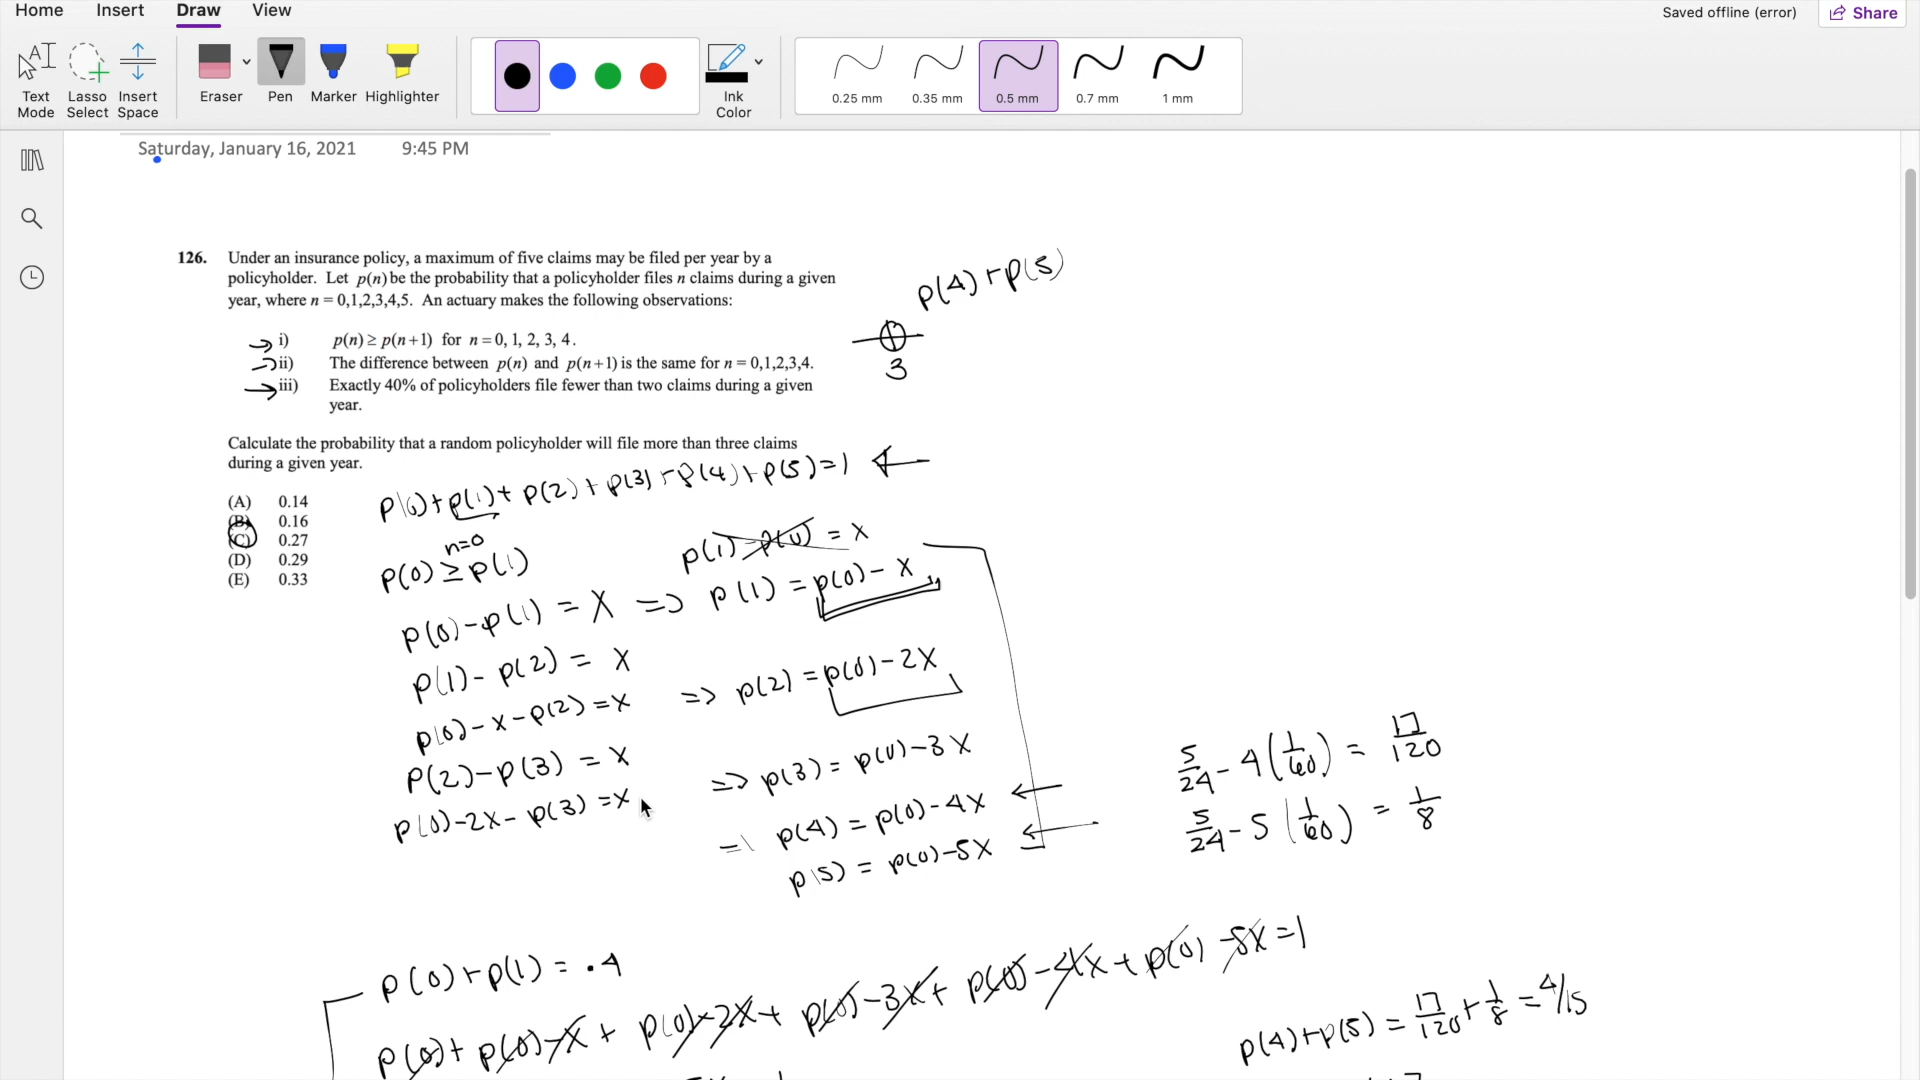 Home Insert Draw View
Saved offline (error) Share
Text Mode Lasso Select Insert Space Eraser Pen Marker Highlighter Ink Color 0.25 mm 0.35 mm 0.5 mm 0.7 mm 1 mm
Saturday, January 16, 2021 9:45 PM
126. Under an insurance policy, a maximum of five claims may be filed per year by a
policyholder. Let p(n) be the probability that a policyholder files n claims during a given
year, where n = 0,1,2,3,4,5. An actuary makes the following observations:
p(4)+p(5)
3
i) p(n) ≥ p(n+1) for n = 0, 1, 2, 3, 4.
ii) The difference between p(n) and p(n+1) is the same for n = 0,1,2,3,4.
iii) Exactly 40% of policyholders file fewer than two claims during a given
year.
Calculate the probability that a random policyholder will file more than three claims
during a given year.
(A) 0.14
(B) 0.16
(C) 0.27
(D) 0.29
(E) 0.33
p(0)+p(1)+p(2)+p(3)+p(4)+p(5)=1
n=0
p(0) ≥ p(1)
p(1)-p(0) = x
p(0)-p(1) = x => p(1) = p(0)-x
p(1)-p(2) = x
p(0)-x-p(2) = x => p(2) = p(0)-2x
p(2)-p(3) = x
p(0)-2x-p(3) = x => p(3) = p(0)-3x
p(4) = p(0)-4x
p(5) = p(0)-5x
5/24 - 4(1/60) = 17/120
5/24 - 5(1/60) = 1/8
p(0)+p(1) = .4
p(0)+p(0)-x+p(0)-2x+p(0)-3x+p(0)-4x+p(0)-5x=1
p(4)+p(5) = 17/120 + 1/8 = 4/15